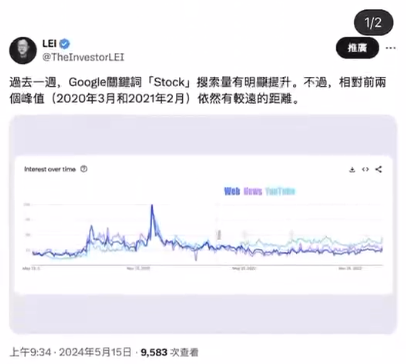 1/2
LEI
@TheInvestorLEI
推廣
過去一週，Google關鍵詞「Stock」搜索量有明顯提升。不過，相對前兩
個峰值（2020年3月和2021年2月）依然有較遠的距離。
Interest over time
Web News YouTube
上午9:34 · 2024年5月15日 · 9,583 次查看